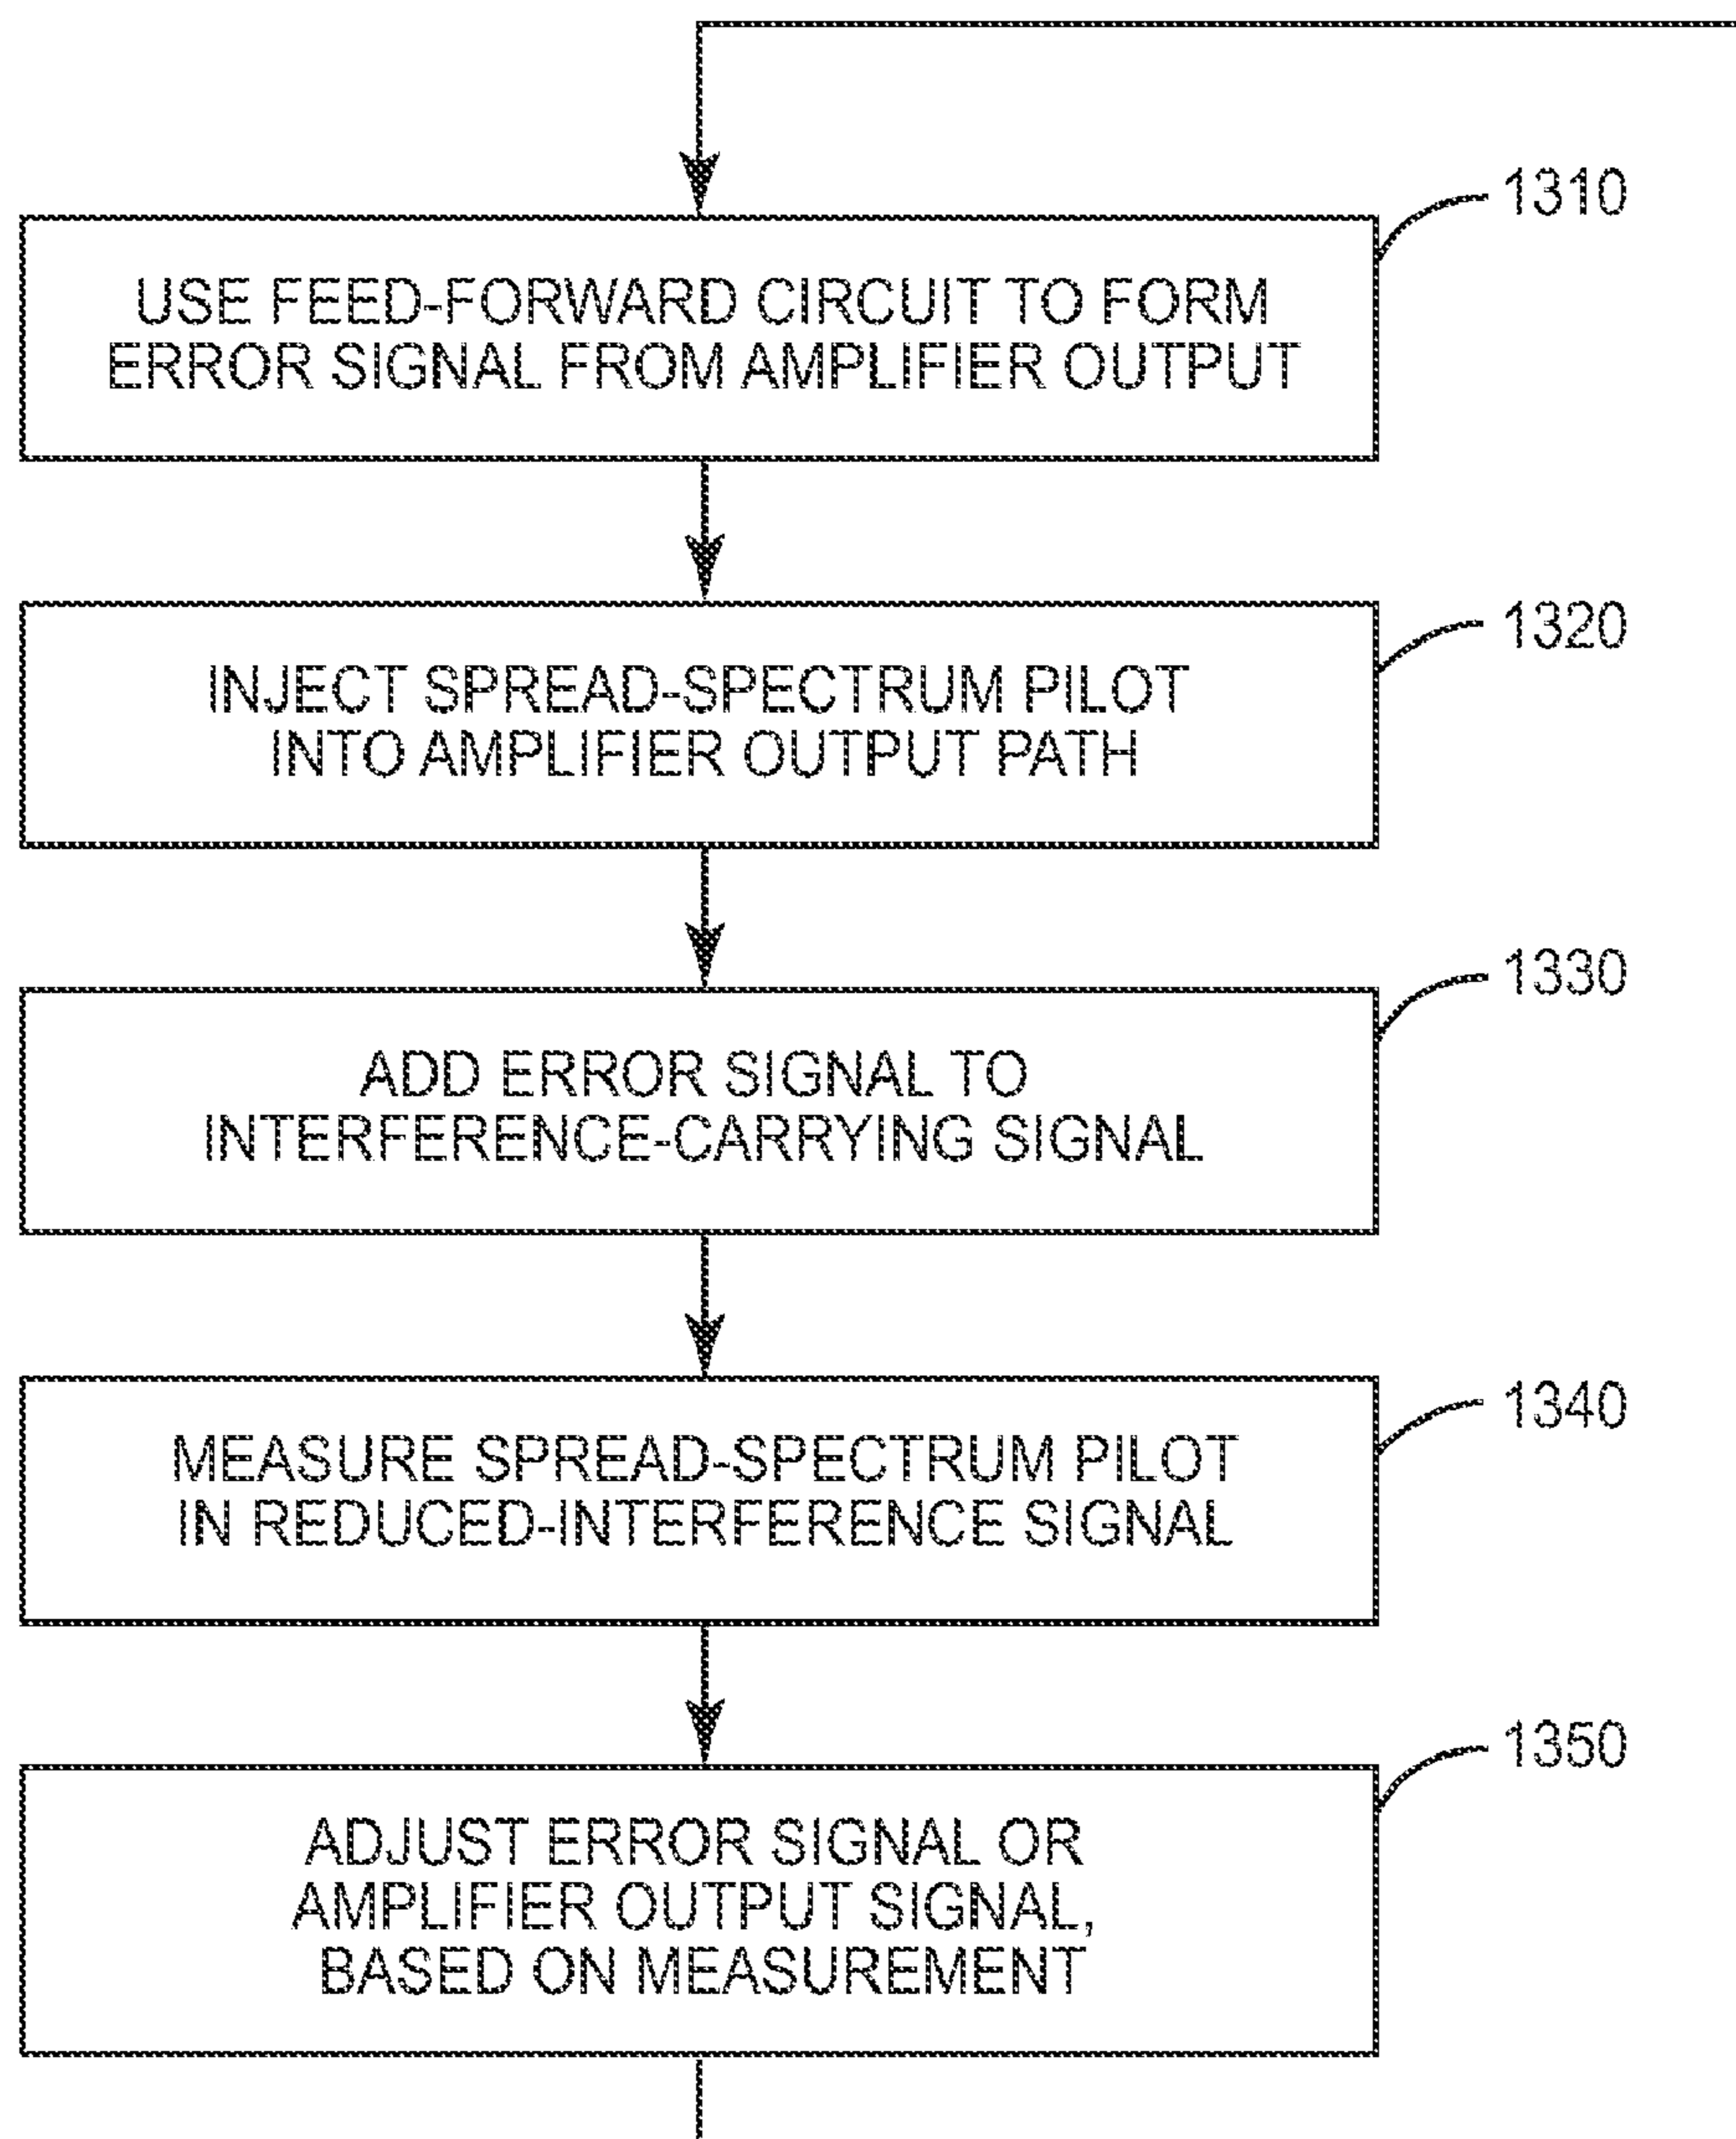 1310
USE FEED-FORWARD CIRCUIT TO FORM
ERROR SIGNAL FROM AMPLIFIER OUTPUT
1320
INJECT SPREAD-SPECTRUM PILOT
INTO AMPLIFIER OUTPUT PATH
1330
ADD ERROR SIGNAL TO
INTERFERENCE-CARRYING SIGNAL
1340
MEASURE SPREAD-SPECTRUM PILOT
IN REDUCED-INTERFERENCE SIGNAL
1350
ADJUST ERROR SIGNAL OR
AMPLIFIER OUTPUT SIGNAL,
BASED ON MEASUREMENT